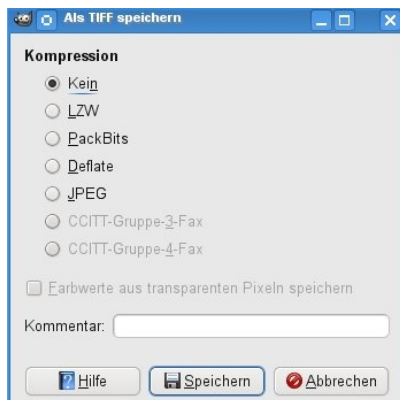 Als TIFF speichern
Kompression
Kein
LZW
PackBits
Deflate
JPEG
CCITT-Gruppe-3-Fax
CCITT-Gruppe-4-Fax
Farbwerte aus transparenten Pixeln speichern
Kommentar:
Hilfe Speichern Abbrechen